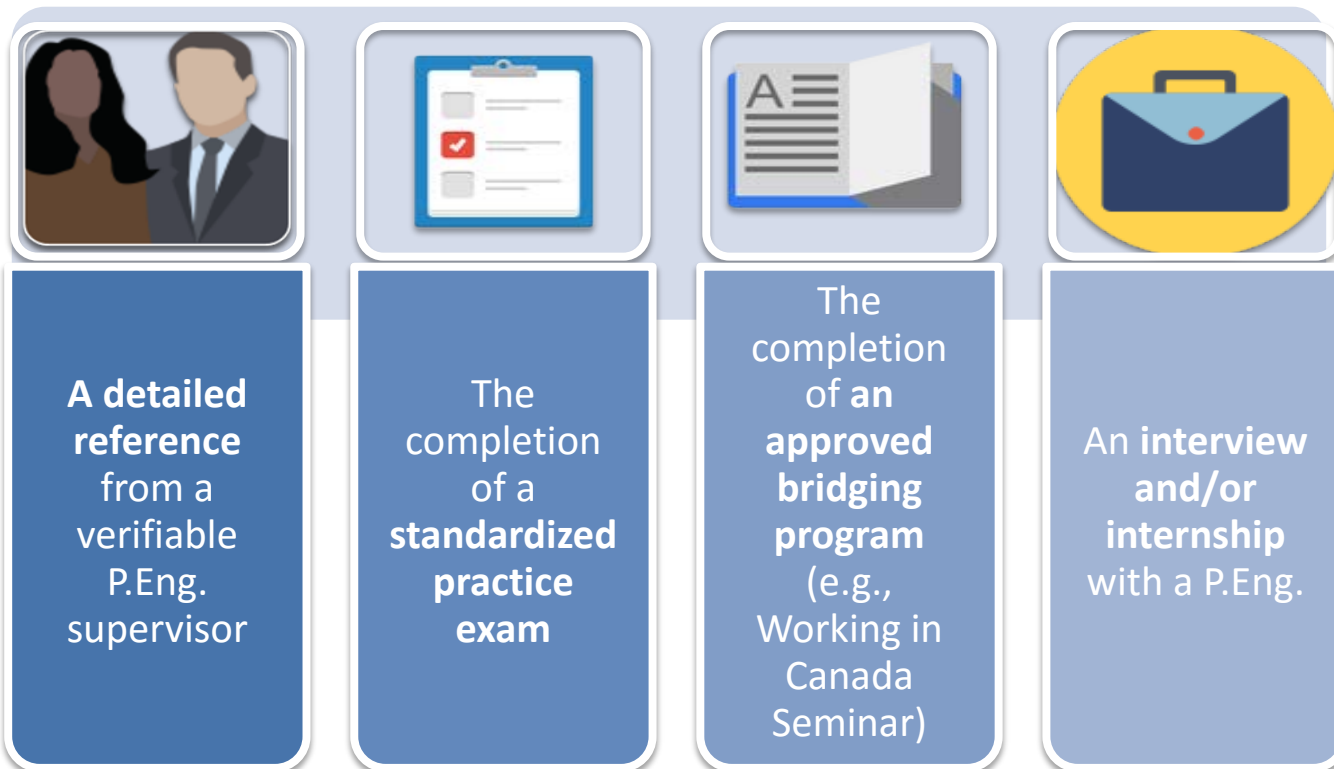 A detailed
reference
from a
verifiable
P.Eng.
supervisor
The
completion
of a
standardized
practice
exam
The
completion
of an
approved
bridging
program
(e.g.,
Working in
Canada
Seminar)
An interview
and/or
internship
with a P.Eng.
A